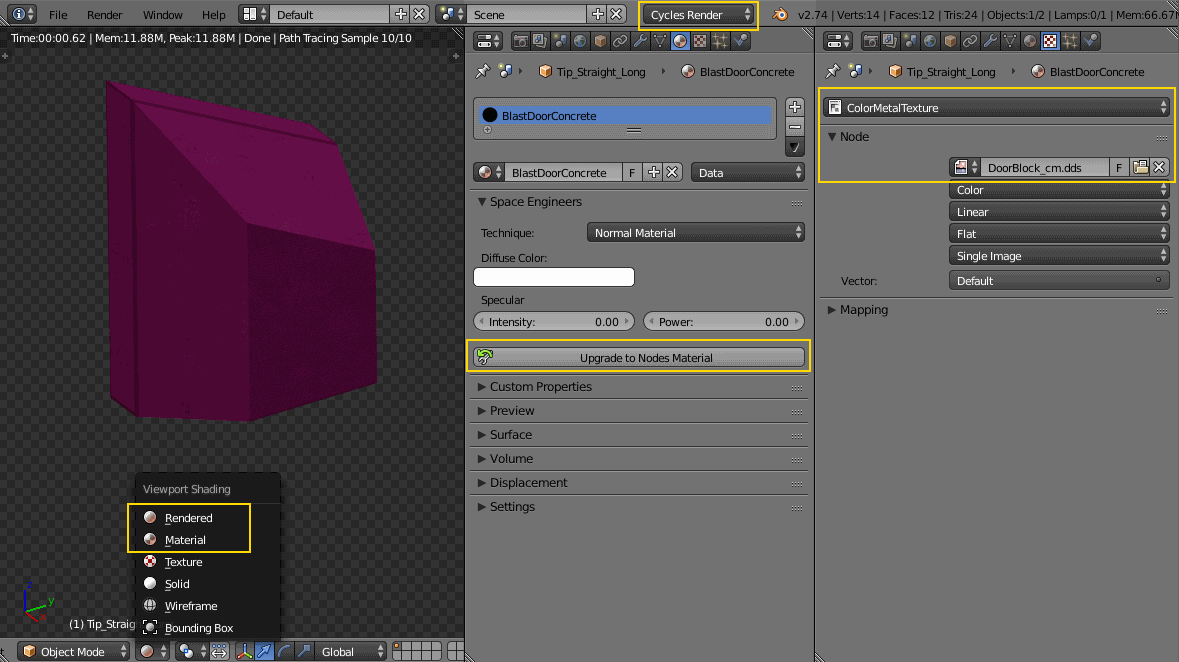 File Render Window Help Default Scene Cycles Render v2.74 | Verts:14 | Faces:12 | Tris:24 | Objects:1/2 | Lamps:0/1 | Mem:66.67
Time:00:00.62 | Mem:11.88M, Peak:11.88M | Done | Path Tracing Sample 10/10
Tip_Straight_Long BlastDoorConcrete
BlastDoorConcrete
BlastDoorConcrete F Data
Space Engineers
Technique: Normal Material
Diffuse Color:
Specular
Intensity: 0.00 Power: 0.00
Upgrade to Nodes Material
Custom Properties
Preview
Surface
Volume
Displacement
Settings
Tip_Straight_Long BlastDoorConcrete
ColorMetalTexture
Node
DoorBlock_cm.dds F
Color
Linear
Flat
Single Image
Vector: Default
Mapping
Viewport Shading
Rendered
Material
Texture
Solid
Wireframe
Bounding Box
z
y
x
(1) Tip_Straig
Object Mode Global